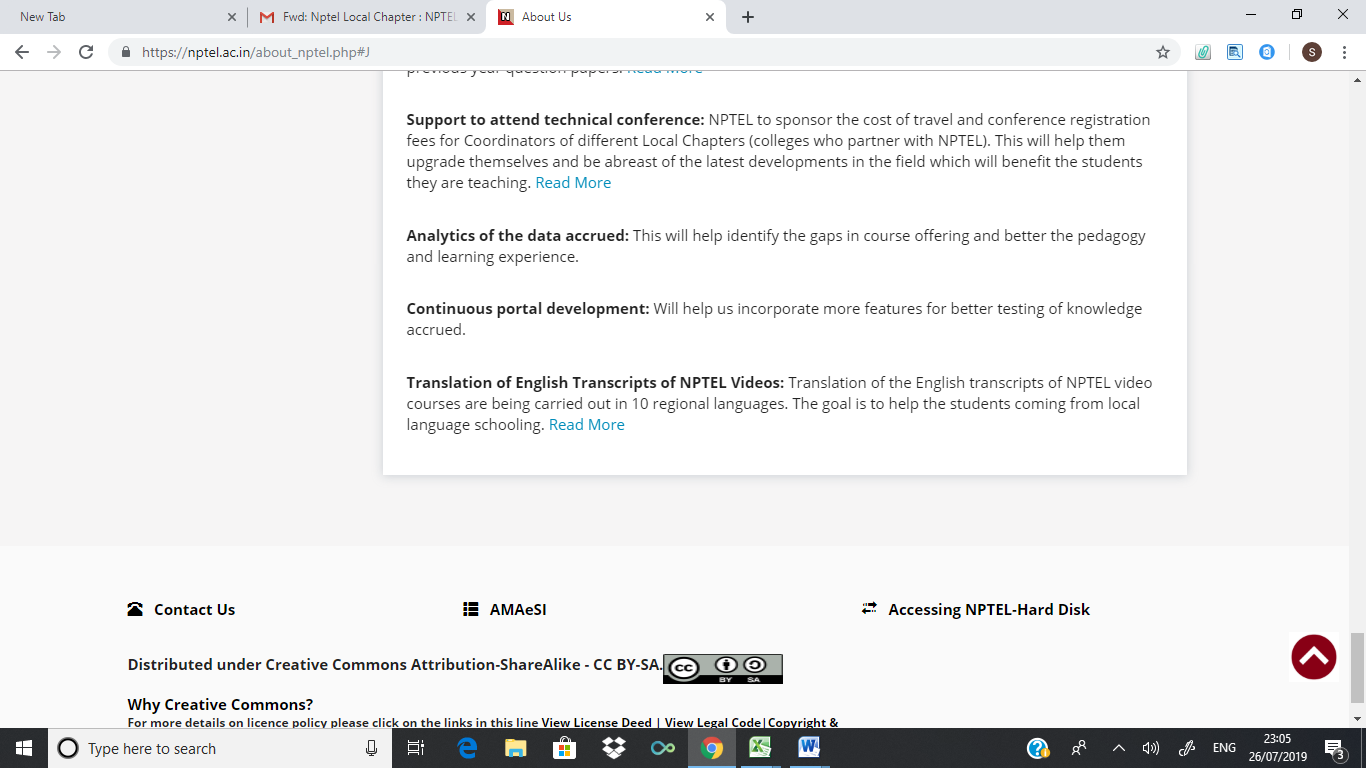 New Tab
Fwd: Nptel Local Chapter : NPTEL
N About Us
https://nptel.ac.in/about_nptel.php#J
S
previous year question papers. Read More
Support to attend technical conference: NPTEL to sponsor the cost of travel and conference registration
fees for Coordinators of different Local Chapters (colleges who partner with NPTEL). This will help them
upgrade themselves and be abreast of the latest developments in the field which will benefit the students
they are teaching. Read More
Analytics of the data accrued: This will help identify the gaps in course offering and better the pedagogy
and learning experience.
Continuous portal development: Will help us incorporate more features for better testing of knowledge
accrued.
Translation of English Transcripts of NPTEL Videos: Translation of the English transcripts of NPTEL video
courses are being carried out in 10 regional languages. The goal is to help the students coming from local
language schooling. Read More
Contact Us
AMAeSI
Accessing NPTEL-Hard Disk
Distributed under Creative Commons Attribution-ShareAlike - CC BY-SA.
cc BY SA
Why Creative Commons?
For more details on licence policy please click on the links in this line View License Deed | View Legal Code|Copyright &
Type here to search
ENG
23:05
26/07/2019
3